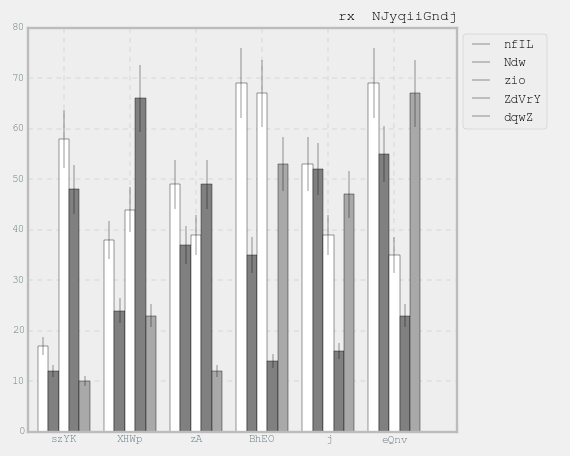 rx  NJyqiiGndj
nfIL
Ndw
zio
ZdVrY
dqwZ
80
70
60
50
40
30
20
10
0
szYK XHWp zA BhEO j eQnv